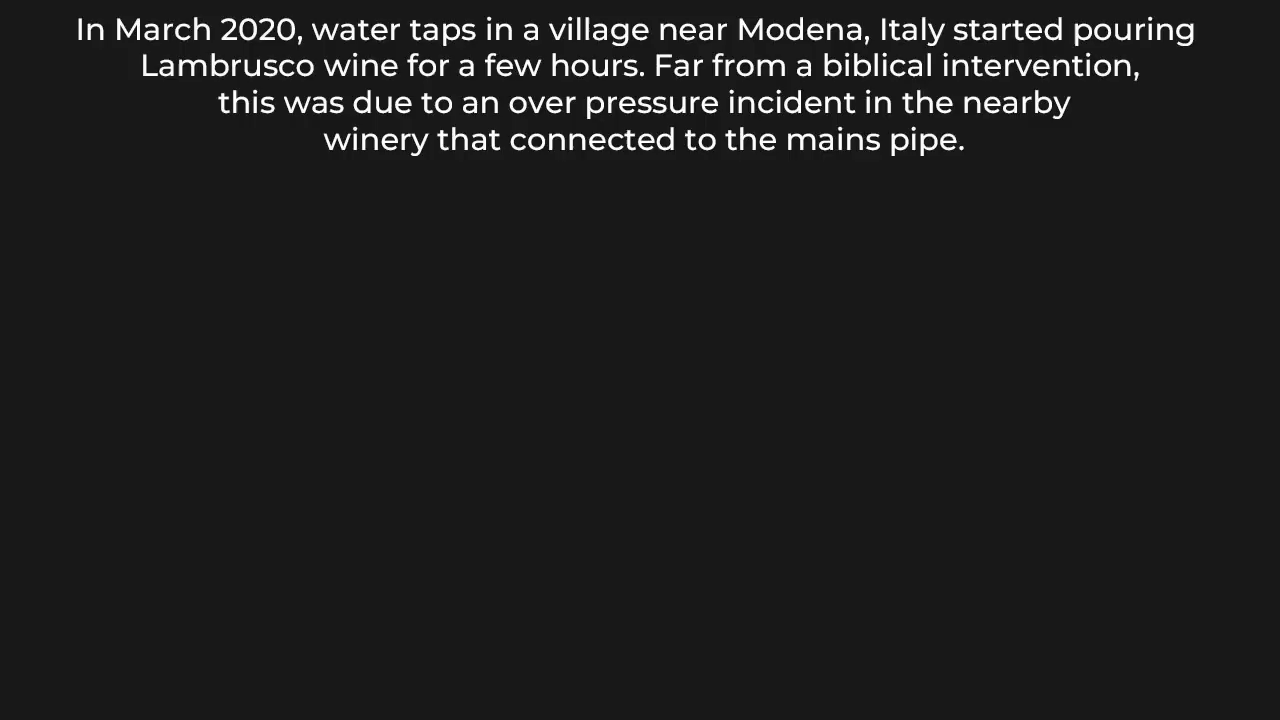 In March 2020, water taps in a village near Modena, Italy started pouring
Lambrusco wine for a few hours. Far from a biblical intervention,
this was due to an over pressure incident in the nearby
winery that connected to the mains pipe.